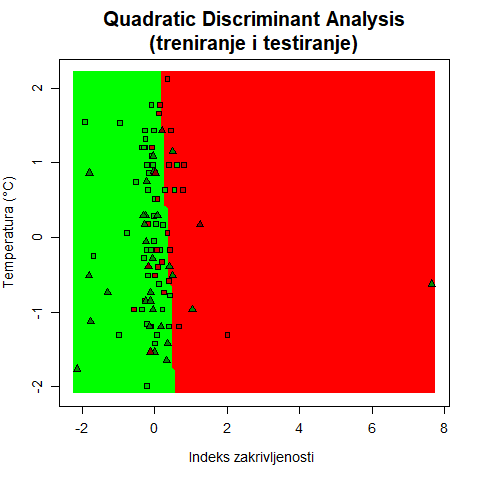 Quadratic Discriminant Analysis
(treniranje i testiranje)
Temperatura (°C)
2
1
0
-1
-2
-2
0
2
4
6
8
Indeks zakrivljenosti